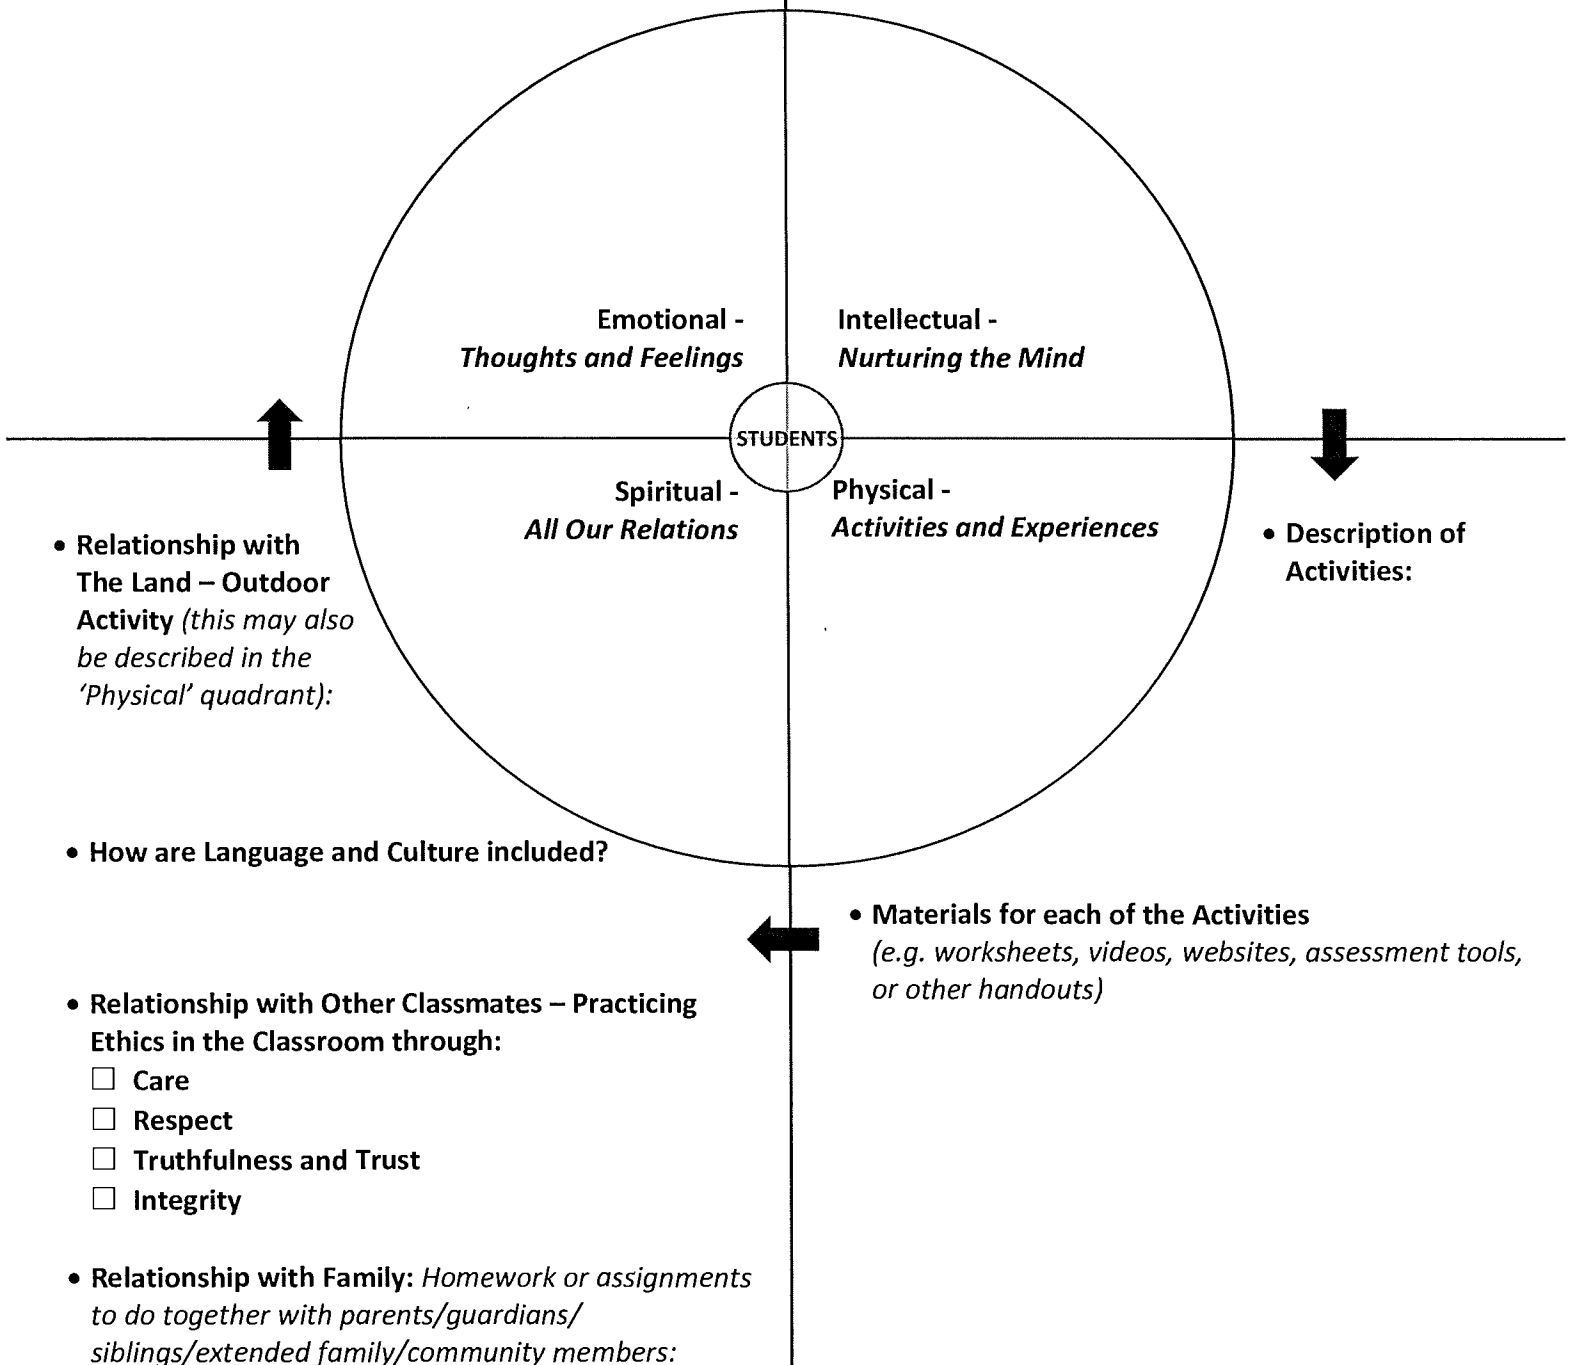 Emotional -
Thoughts and Feelings
Intellectual -
Nurturing the Mind
STUDENTS
Spiritual -
All Our Relations
Physical -
Activities and Experiences
• Relationship with
The Land – Outdoor
Activity (this may also
be described in the
‘Physical’ quadrant):
• How are Language and Culture included?
• Relationship with Other Classmates – Practicing
Ethics in the Classroom through:
☐ Care
☐ Respect
☐ Truthfulness and Trust
☐ Integrity
• Relationship with Family: Homework or assignments
to do together with parents/guardians/
siblings/extended family/community members:
• Description of
Activities:
• Materials for each of the Activities
(e.g. worksheets, videos, websites, assessment tools,
or other handouts)